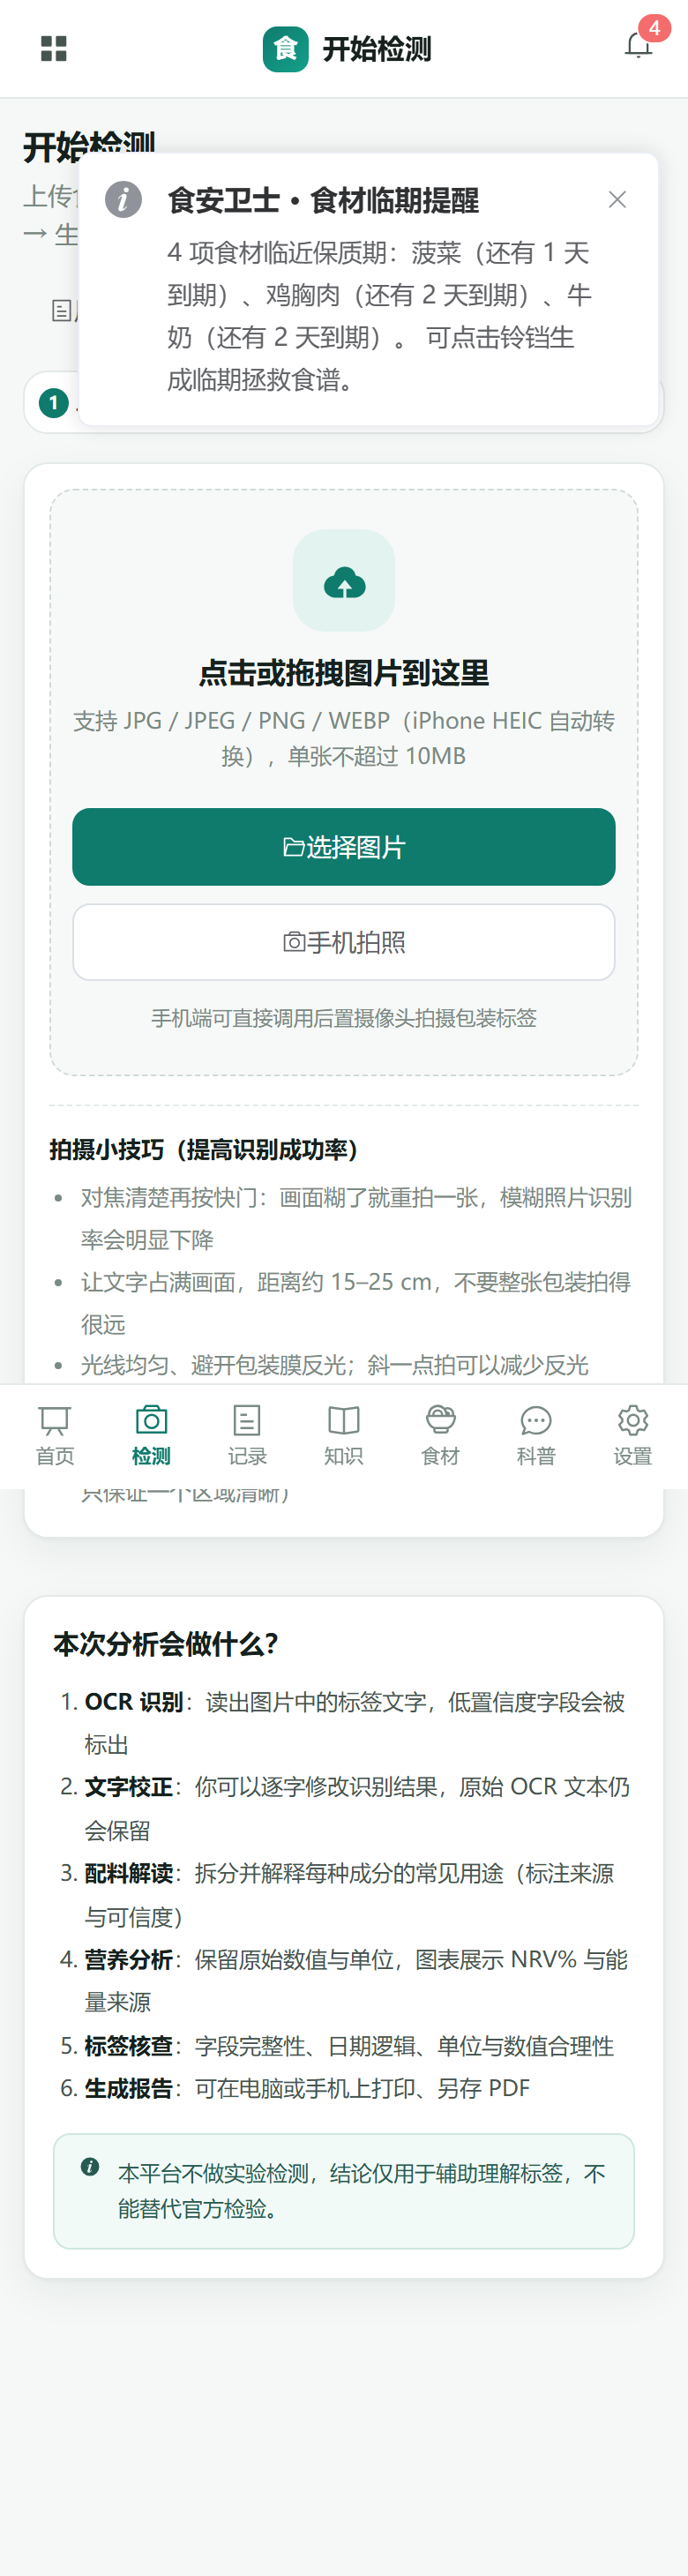 食 开始检测
4
开始检测
上传
→ 生
食安卫士 • 食材临期提醒
4 项食材临近保质期：菠菜（还有 1 天
到期）、鸡胸肉（还有 2 天到期）、牛
奶（还有 2 天到期）。 可点击铃铛生
成临期拯救食谱。
1
点击或拖拽图片到这里
支持 JPG / JPEG / PNG / WEBP（iPhone HEIC 自动转
换），单张不超过 10MB
选择图片
手机拍照
手机端可直接调用后置摄像头拍摄包装标签
拍摄小技巧（提高识别成功率）
• 对焦清楚再按快门：画面糊了就重拍一张，模糊照片识别
率会明显下降
• 让文字占满画面，距离约 15–25 cm，不要整张包装拍得
很远
• 光线均匀、避开包装膜反光；斜一点拍可以减少反光
首页 检测 记录 知识 食材 科普 设置
只保证一个区域清晰）
本次分析会做什么？
1. OCR 识别：读出图片中的标签文字，低置信度字段会被
标出
2. 文字校正：你可以逐字修改识别结果，原始 OCR 文本仍
会保留
3. 配料解读：拆分并解释每种成分的常见用途（标注来源
与可信度）
4. 营养分析：保留原始数值与单位，图表展示 NRV% 与能
量来源
5. 标签核查：字段完整性、日期逻辑、单位与数值合理性
6. 生成报告：可在电脑或手机上打印、另存 PDF
本平台不做实验检测，结论仅用于辅助理解标签，不
能替代官方检验。